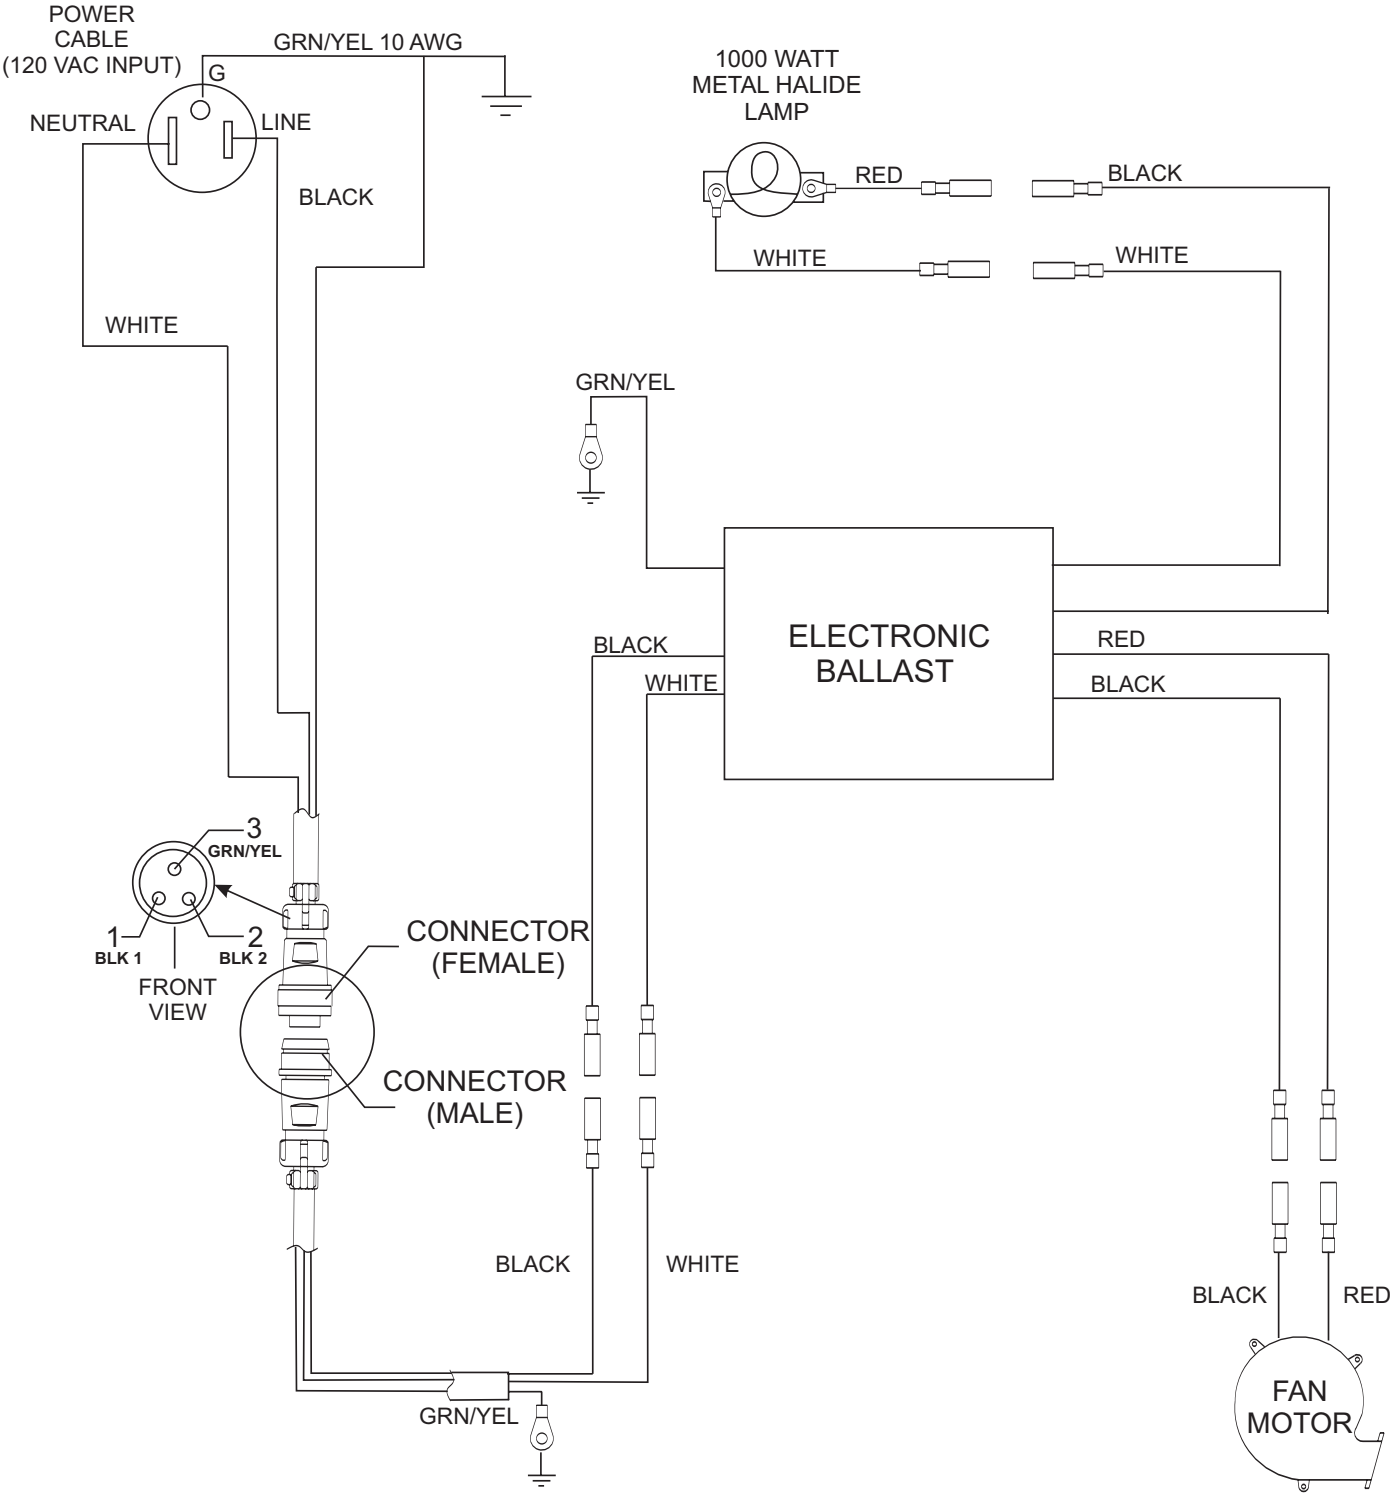 POWER
CABLE
(120 VAC INPUT)
GRN/YEL 10 AWG
G
NEUTRAL
LINE
BLACK
WHITE
1000 WATT
METAL HALIDE
LAMP
RED
BLACK
WHITE
WHITE
GRN/YEL
ELECTRONIC
BALLAST
BLACK
WHITE
RED
BLACK
3
GRN/YEL
1
BLK 1
2
BLK 2
FRONT
VIEW
CONNECTOR
(FEMALE)
CONNECTOR
(MALE)
BLACK
WHITE
GRN/YEL
BLACK
RED
FAN
MOTOR